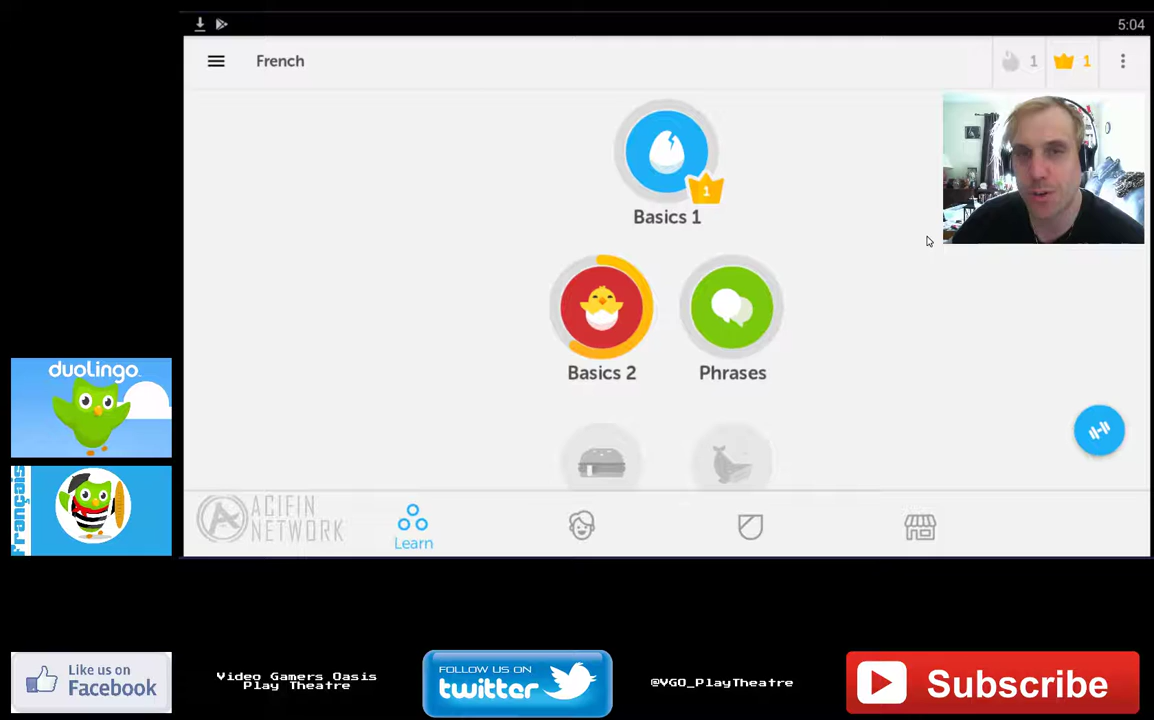 5:04
French
1
1
1
Basics 1
Basics 2
Phrases
duolingo
Français
ACIFIN
NETWORK
Learn
Like us on
Facebook
Video Gamers Oasis
Play Theatre
FOLLOW US ON
twitter
@VGO_PlayTheatre
Subscribe